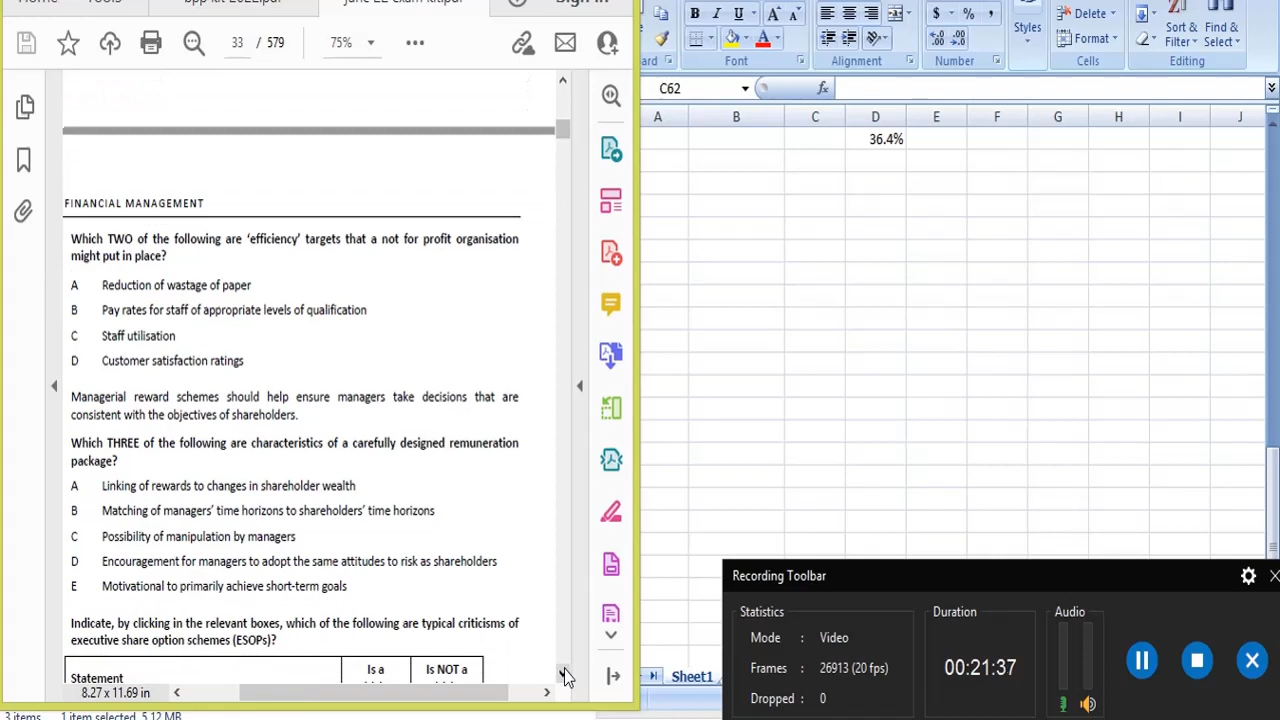 Home Tools bpp kit 2022.pdf june 22 Exam kit.pdf Sign In
33 / 579 75%
FINANCIAL MANAGEMENT
Which TWO of the following are ‘efficiency’ targets that a not for profit organisation
might put in place?
A Reduction of wastage of paper
B Pay rates for staff of appropriate levels of qualification
C Staff utilisation
D Customer satisfaction ratings
Managerial reward schemes should help ensure managers take decisions that are
consistent with the objectives of shareholders.
Which THREE of the following are characteristics of a carefully designed remuneration
package?
A Linking of rewards to changes in shareholder wealth
B Matching of managers’ time horizons to shareholders’ time horizons
C Possibility of manipulation by managers
D Encouragement for managers to adopt the same attitudes to risk as shareholders
E Motivational to primarily achieve short-term goals
Indicate, by clicking in the relevant boxes, which of the following are typical criticisms of
executive share option schemes (ESOPs)?
Statement Is a Is NOT a
8.27 x 11.69 in
3 items 1 item selected 5.12 MB
B I U A A $ % , Styles Delete Format Sort & Filter Find & Select
Font Alignment Number Cells Editing
C62 fx
A B C D E F G H I J
36.4%
Sheet1
Recording Toolbar
Statistics Duration Audio
Mode : Video
Frames : 26913 (20 fps) 00:21:37
Dropped : 0